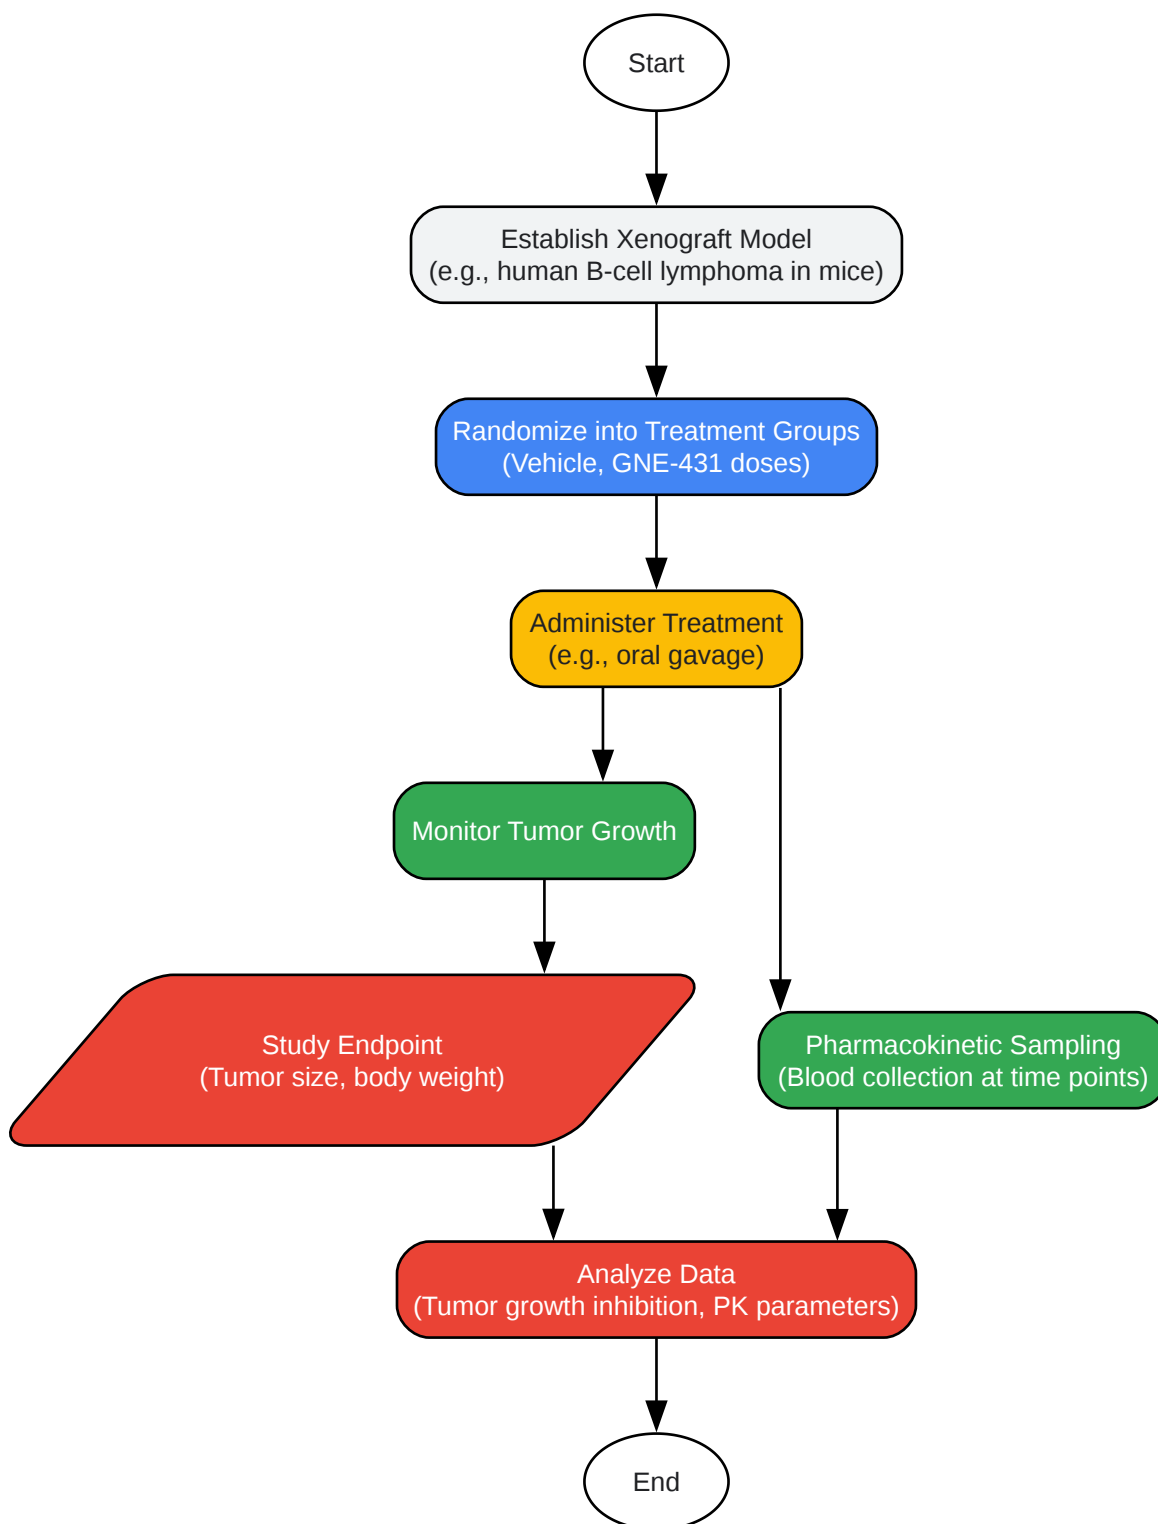 Start
Establish Xenograft Model
(e.g., human B-cell lymphoma in mice)
Randomize into Treatment Groups
(Vehicle, GNE-431 doses)
Administer Treatment
(e.g., oral gavage)
Monitor Tumor Growth
Study Endpoint
(Tumor size, body weight)
Pharmacokinetic Sampling
(Blood collection at time points)
Analyze Data
(Tumor growth inhibition, PK parameters)
End